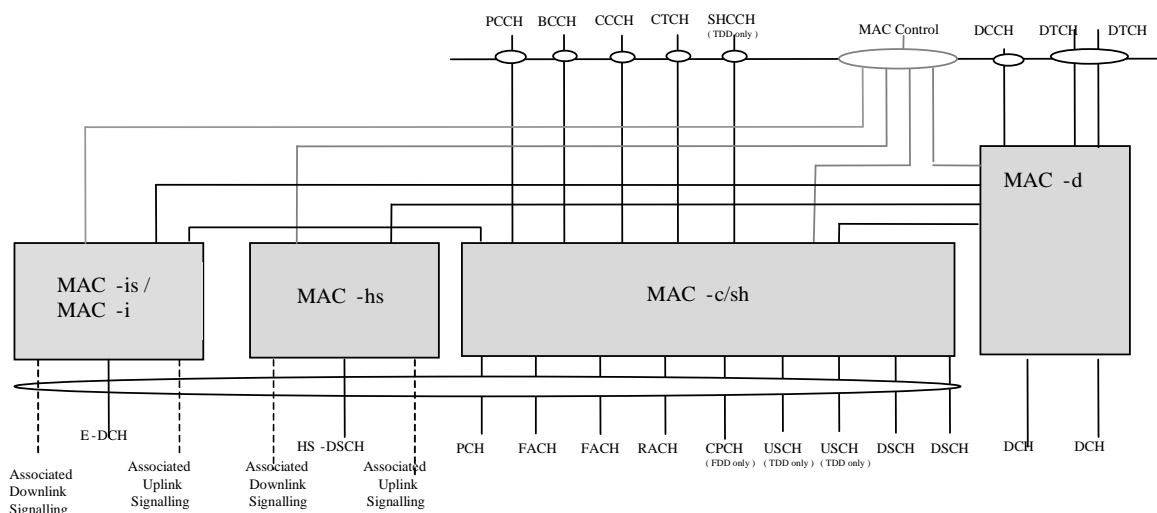 PCCH BCCH CCCH CTCH SHCCH
( TDD only )
MAC Control
DCCH DTCH DTCH
MAC -d
MAC -is /
MAC -i
MAC -hs
MAC -c/sh
E-DCH
HS -DSCH
PCH FACH FACH RACH CPCH USCH USCH DSCH DSCH
( FDD only ) ( TDD only ) ( TDD only )
DCH DCH
Associated
Downlink
Signalling
Associated
Uplink
Signalling
Associated
Downlink
Signalling
Associated
Uplink
Signalling